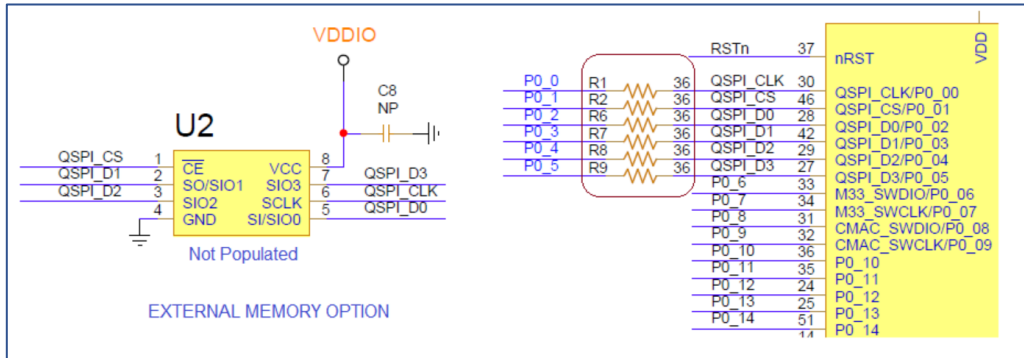 VDDIO
C8
NP
U2
QSPI_CS 1 CE VCC 8
QSPI_D1 2 SO/SIO1 SIO3 7 QSPI_D3
QSPI_D2 3 SIO2 SCLK 6 QSPI_CLK
4 GND SI/SIO0 5 QSPI_D0
Not Populated
EXTERNAL MEMORY OPTION
VDD
RSTn 37 nRST
P0_0 R1 36 QSPI_CLK 30 QSPI_CLK/P0_00
P0_1 R2 36 QSPI_CS 46 QSPI_CS/P0_01
P0_2 R6 36 QSPI_D0 28 QSPI_D0/P0_02
P0_3 R7 36 QSPI_D1 42 QSPI_D1/P0_03
P0_4 R8 36 QSPI_D2 29 QSPI_D2/P0_04
P0_5 R9 36 QSPI_D3 27 QSPI_D3/P0_05
P0_6 33 M33_SWDIO/P0_06
P0_7 34 M33_SWCLK/P0_07
P0_8 31 CMAC_SWDIO/P0_08
P0_9 32 CMAC_SWCLK/P0_09
P0_10 36 P0_10
P0_11 35 P0_11
P0_12 24 P0_12
P0_13 25 P0_13
P0_14 51 P0_14